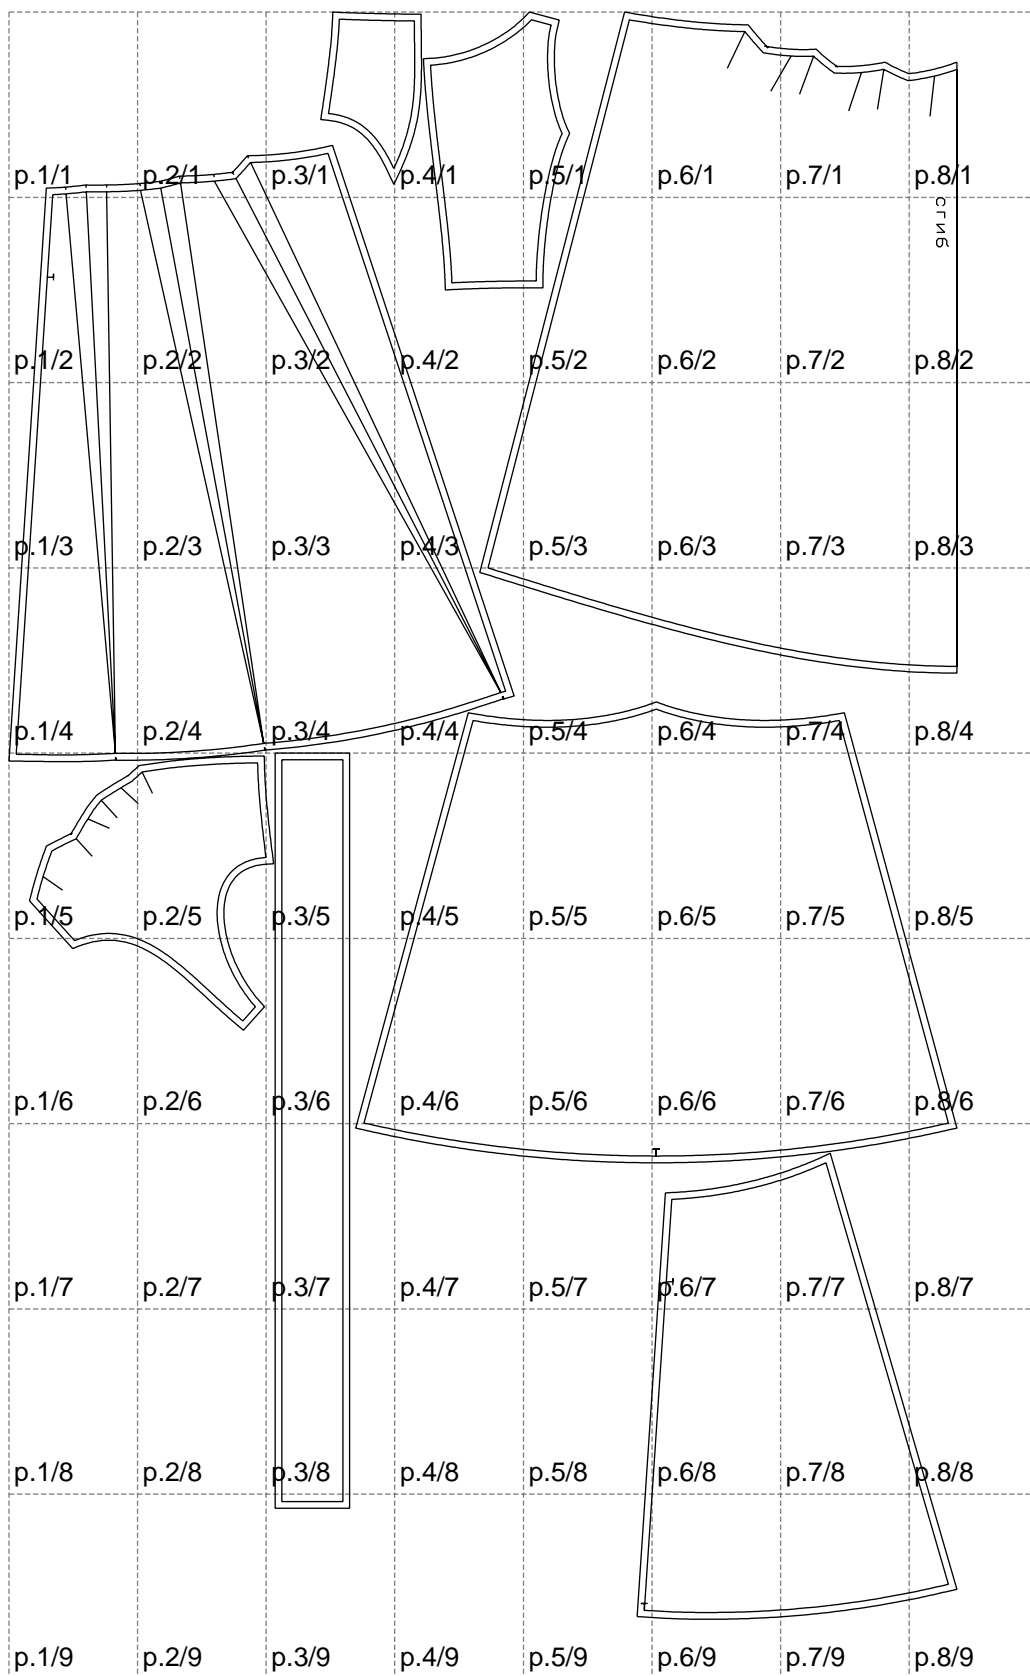 p.1/1 p.2/1 p.3/1 p.4/1 p.5/1 p.6/1 p.7/1 p.8/1
сгиб
p.1/2 p.2/2 p.3/2 p.4/2 p.5/2 p.6/2 p.7/2 p.8/2
p.1/3 p.2/3 p.3/3 p.4/3 p.5/3 p.6/3 p.7/3 p.8/3
p.1/4 p.2/4 p.3/4 p.4/4 p.5/4 p.6/4 p.7/4 p.8/4
p.1/5 p.2/5 p.3/5 p.4/5 p.5/5 p.6/5 p.7/5 p.8/5
p.1/6 p.2/6 p.3/6 p.4/6 p.5/6 p.6/6 p.7/6 p.8/6
p.1/7 p.2/7 p.3/7 p.4/7 p.5/7 p.6/7 p.7/7 p.8/7
p.1/8 p.2/8 p.3/8 p.4/8 p.5/8 p.6/8 p.7/8 p.8/8
p.1/9 p.2/9 p.3/9 p.4/9 p.5/9 p.6/9 p.7/9 p.8/9